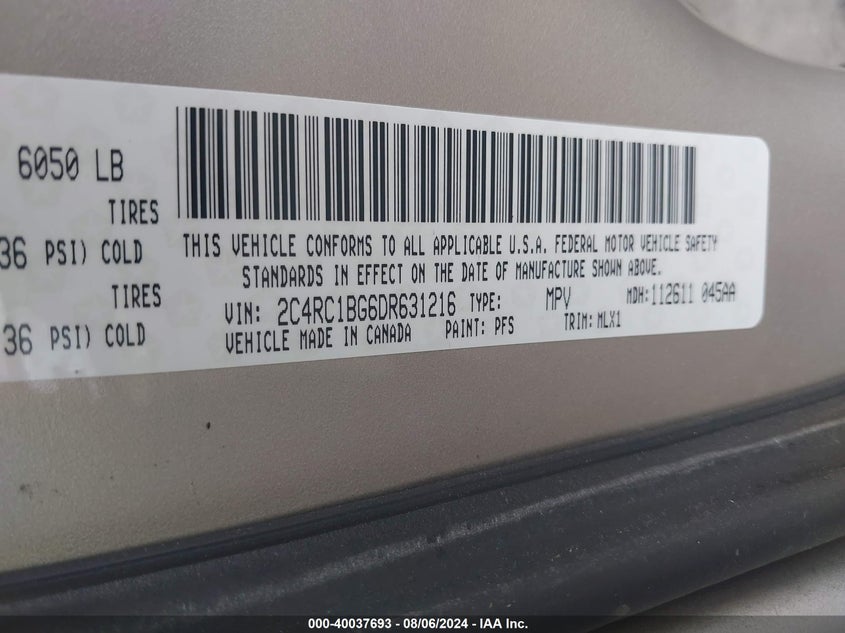 6050 LB
TIRES
36 PSI) COLD
TIRES
36 PSI) COLD
THIS VEHICLE CONFORMS TO ALL APPLICABLE U.S.A. FEDERAL MOTOR VEHICLE SAFETY
STANDARDS IN EFFECT ON THE DATE OF MANUFACTURE SHOWN ABOVE.
VIN: 2C4RC1BG6DR631216 TYPE: MPV MDH:112611 045AA
VEHICLE MADE IN CANADA PAINT: PFS TRIM: MLX1
000-40037693 - 08/06/2024 - IAA Inc.